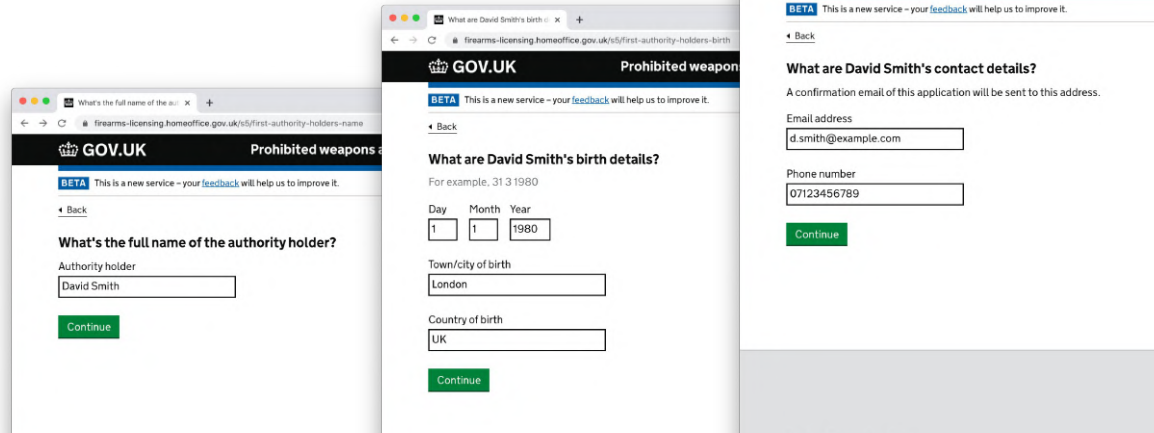 What's the full name of the aut
firearms-licensing.homeoffice.gov.uk/s5/first-authority-holders-name
GOV.UK Prohibited weapons a
BETA This is a new service – your feedback will help us to improve it.
Back
What's the full name of the authority holder?
Authority holder
David Smith
Continue
What are David Smith's birth d
firearms-licensing.homeoffice.gov.uk/s5/first-authority-holders-birth
GOV.UK Prohibited weapons
BETA This is a new service – your feedback will help us to improve it.
Back
What are David Smith's birth details?
For example, 31 3 1980
Day Month Year
1 1 1980
Town/city of birth
London
Country of birth
UK
Continue
BETA This is a new service – your feedback will help us to improve it.
Back
What are David Smith's contact details?
A confirmation email of this application will be sent to this address.
Email address
d.smith@example.com
Phone number
07123456789
Continue